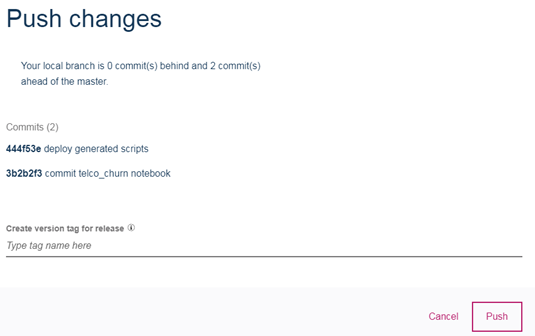 Push changes
Your local branch is 0 commit(s) behind and 2 commit(s)
ahead of the master.
Commits (2)
444f53e deploy generated scripts
3b2b2f3 commit telco_churn notebook
Create version tag for release
Type tag name here
Cancel Push